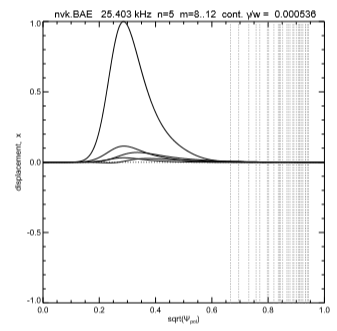 nvk.BAE 25.403 kHz n=5 m=8..12 cont. γ/w = 0.000536
1.0
0.5
0.0
-0.5
-1.0
displacement, x
0.0 0.2 0.4 0.6 0.8 1.0
sqrt(Ψpol)